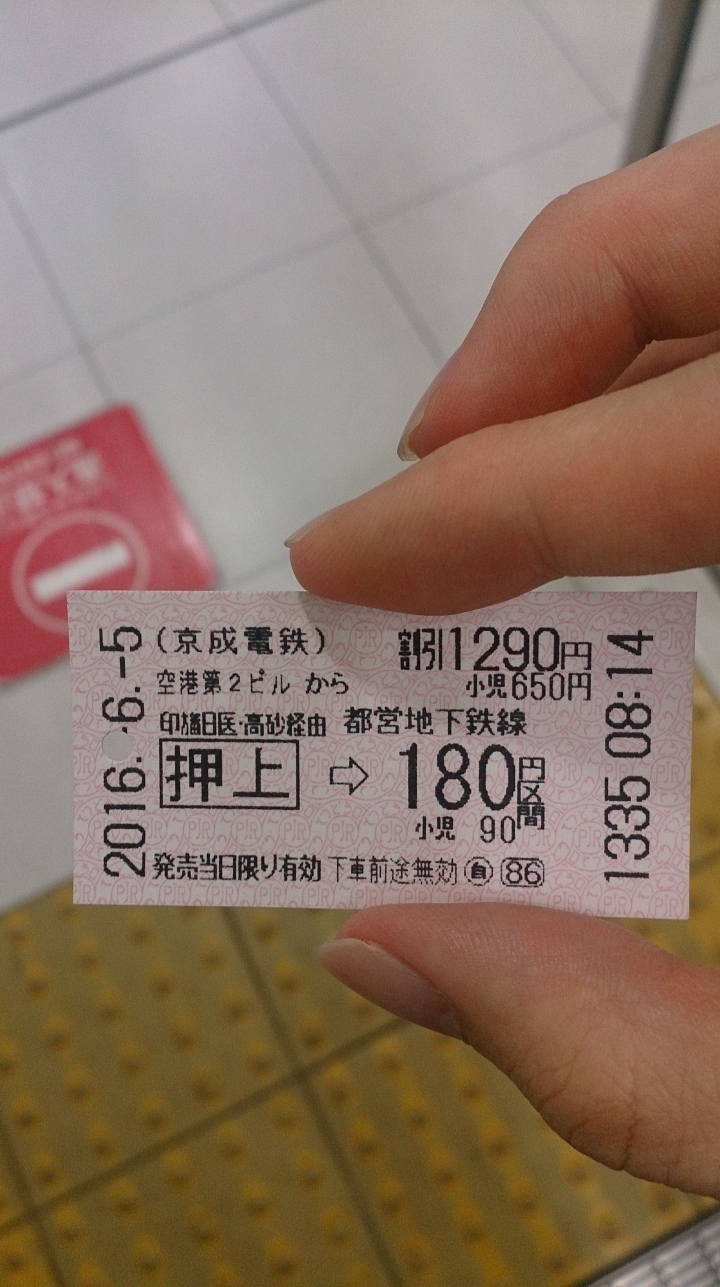 2016.-6.-5
(京成電鉄)
割引1290円
空港第2ビル から
小児650円
印旛日医・高砂経由 都営地下鉄線
押上 ⇨ 180円区間
小児 90
発売当日限り有効 下車前途無効 ㊂ 86
1335 08:14